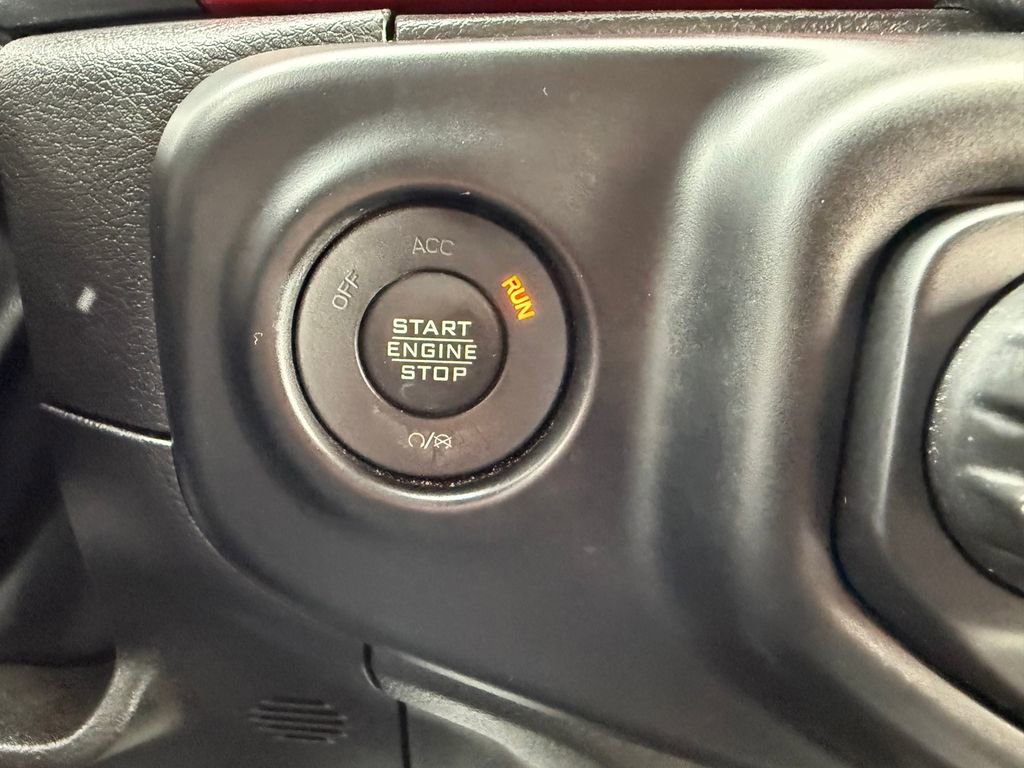 ACC
OFF
RUN
START
ENGINE
STOP